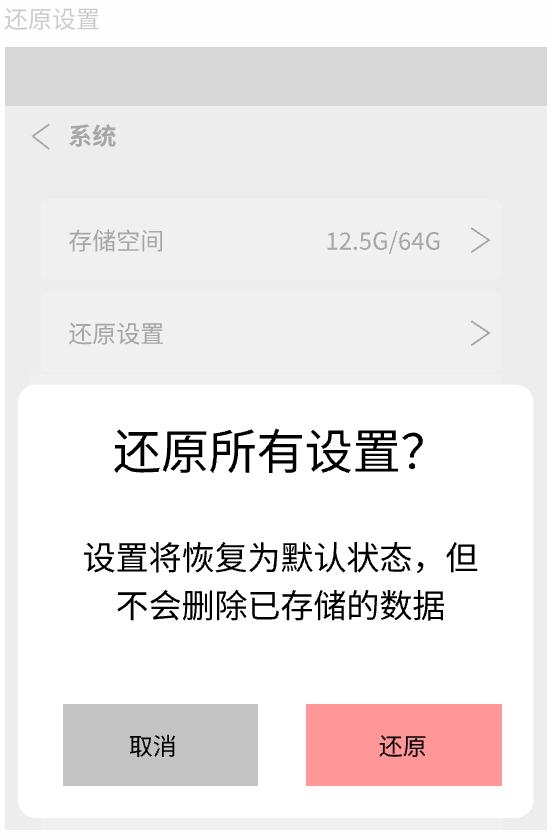 还原设置
系统
存储空间 12.5G/64G
还原设置
还原所有设置?
设置将恢复为默认状态，但
不会删除已存储的数据
取消 还原